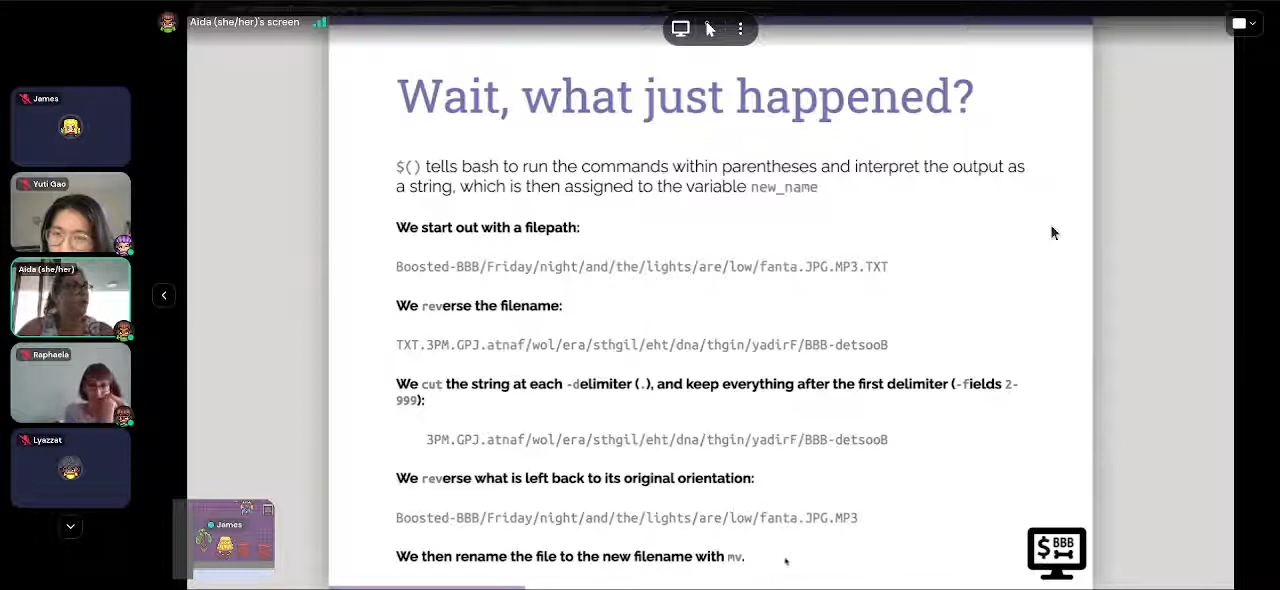 Aida (she/her)'s screen
James
Yuti Gao
Aida (she/her)
Raphaela
Lyazzat
James
Wait, what just happened?
$() tells bash to run the commands within parentheses and interpret the output as
a string, which is then assigned to the variable new_name
We start out with a filepath:
Boosted-BBB/Friday/night/and/the/lights/are/low/fanta.JPG.MP3.TXT
We reverse the filename:
TXT.3PM.GPJ.atnaf/wol/era/sthgil/eht/dna/thgin/yadirF/BBB-detsooB
We cut the string at each -delimiter (.), and keep everything after the first delimiter (-fields 2-
999):
3PM.GPJ.atnaf/wol/era/sthgil/eht/dna/thgin/yadirF/BBB-detsooB
We reverse what is left back to its original orientation:
Boosted-BBB/Friday/night/and/the/lights/are/low/fanta.JPG.MP3
We then rename the file to the new filename with mv.
$ BBB